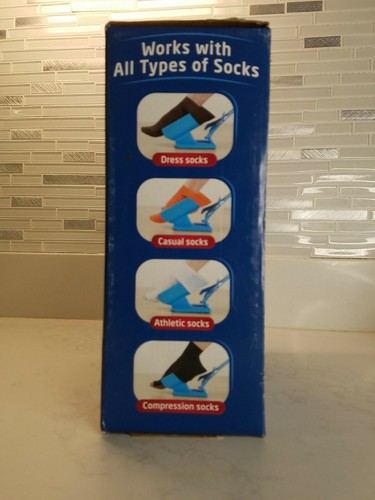 Works with
All Types of Socks
Dress socks
Casual socks
Athletic socks
Compression socks